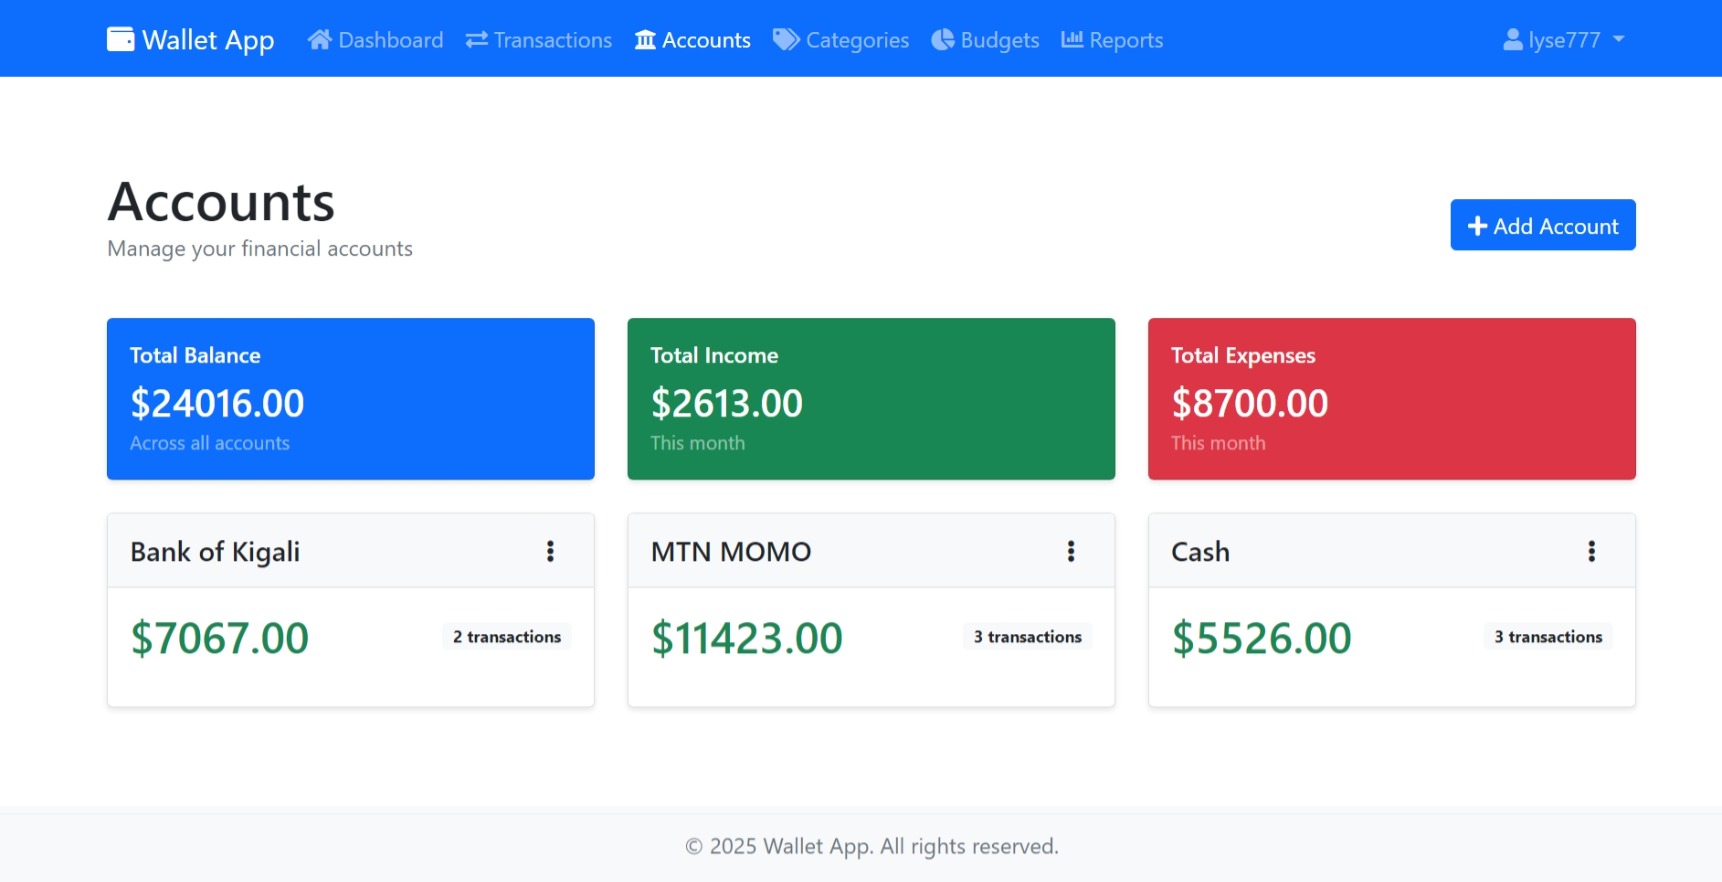 Wallet App Dashboard Transactions Accounts Categories Budgets Reports lyse777
Accounts
Manage your financial accounts
Add Account
Total Balance
$24016.00
Across all accounts
Total Income
$2613.00
This month
Total Expenses
$8700.00
This month
Bank of Kigali
$7067.00 2 transactions
MTN MOMO
$11423.00 3 transactions
Cash
$5526.00 3 transactions
© 2025 Wallet App. All rights reserved.